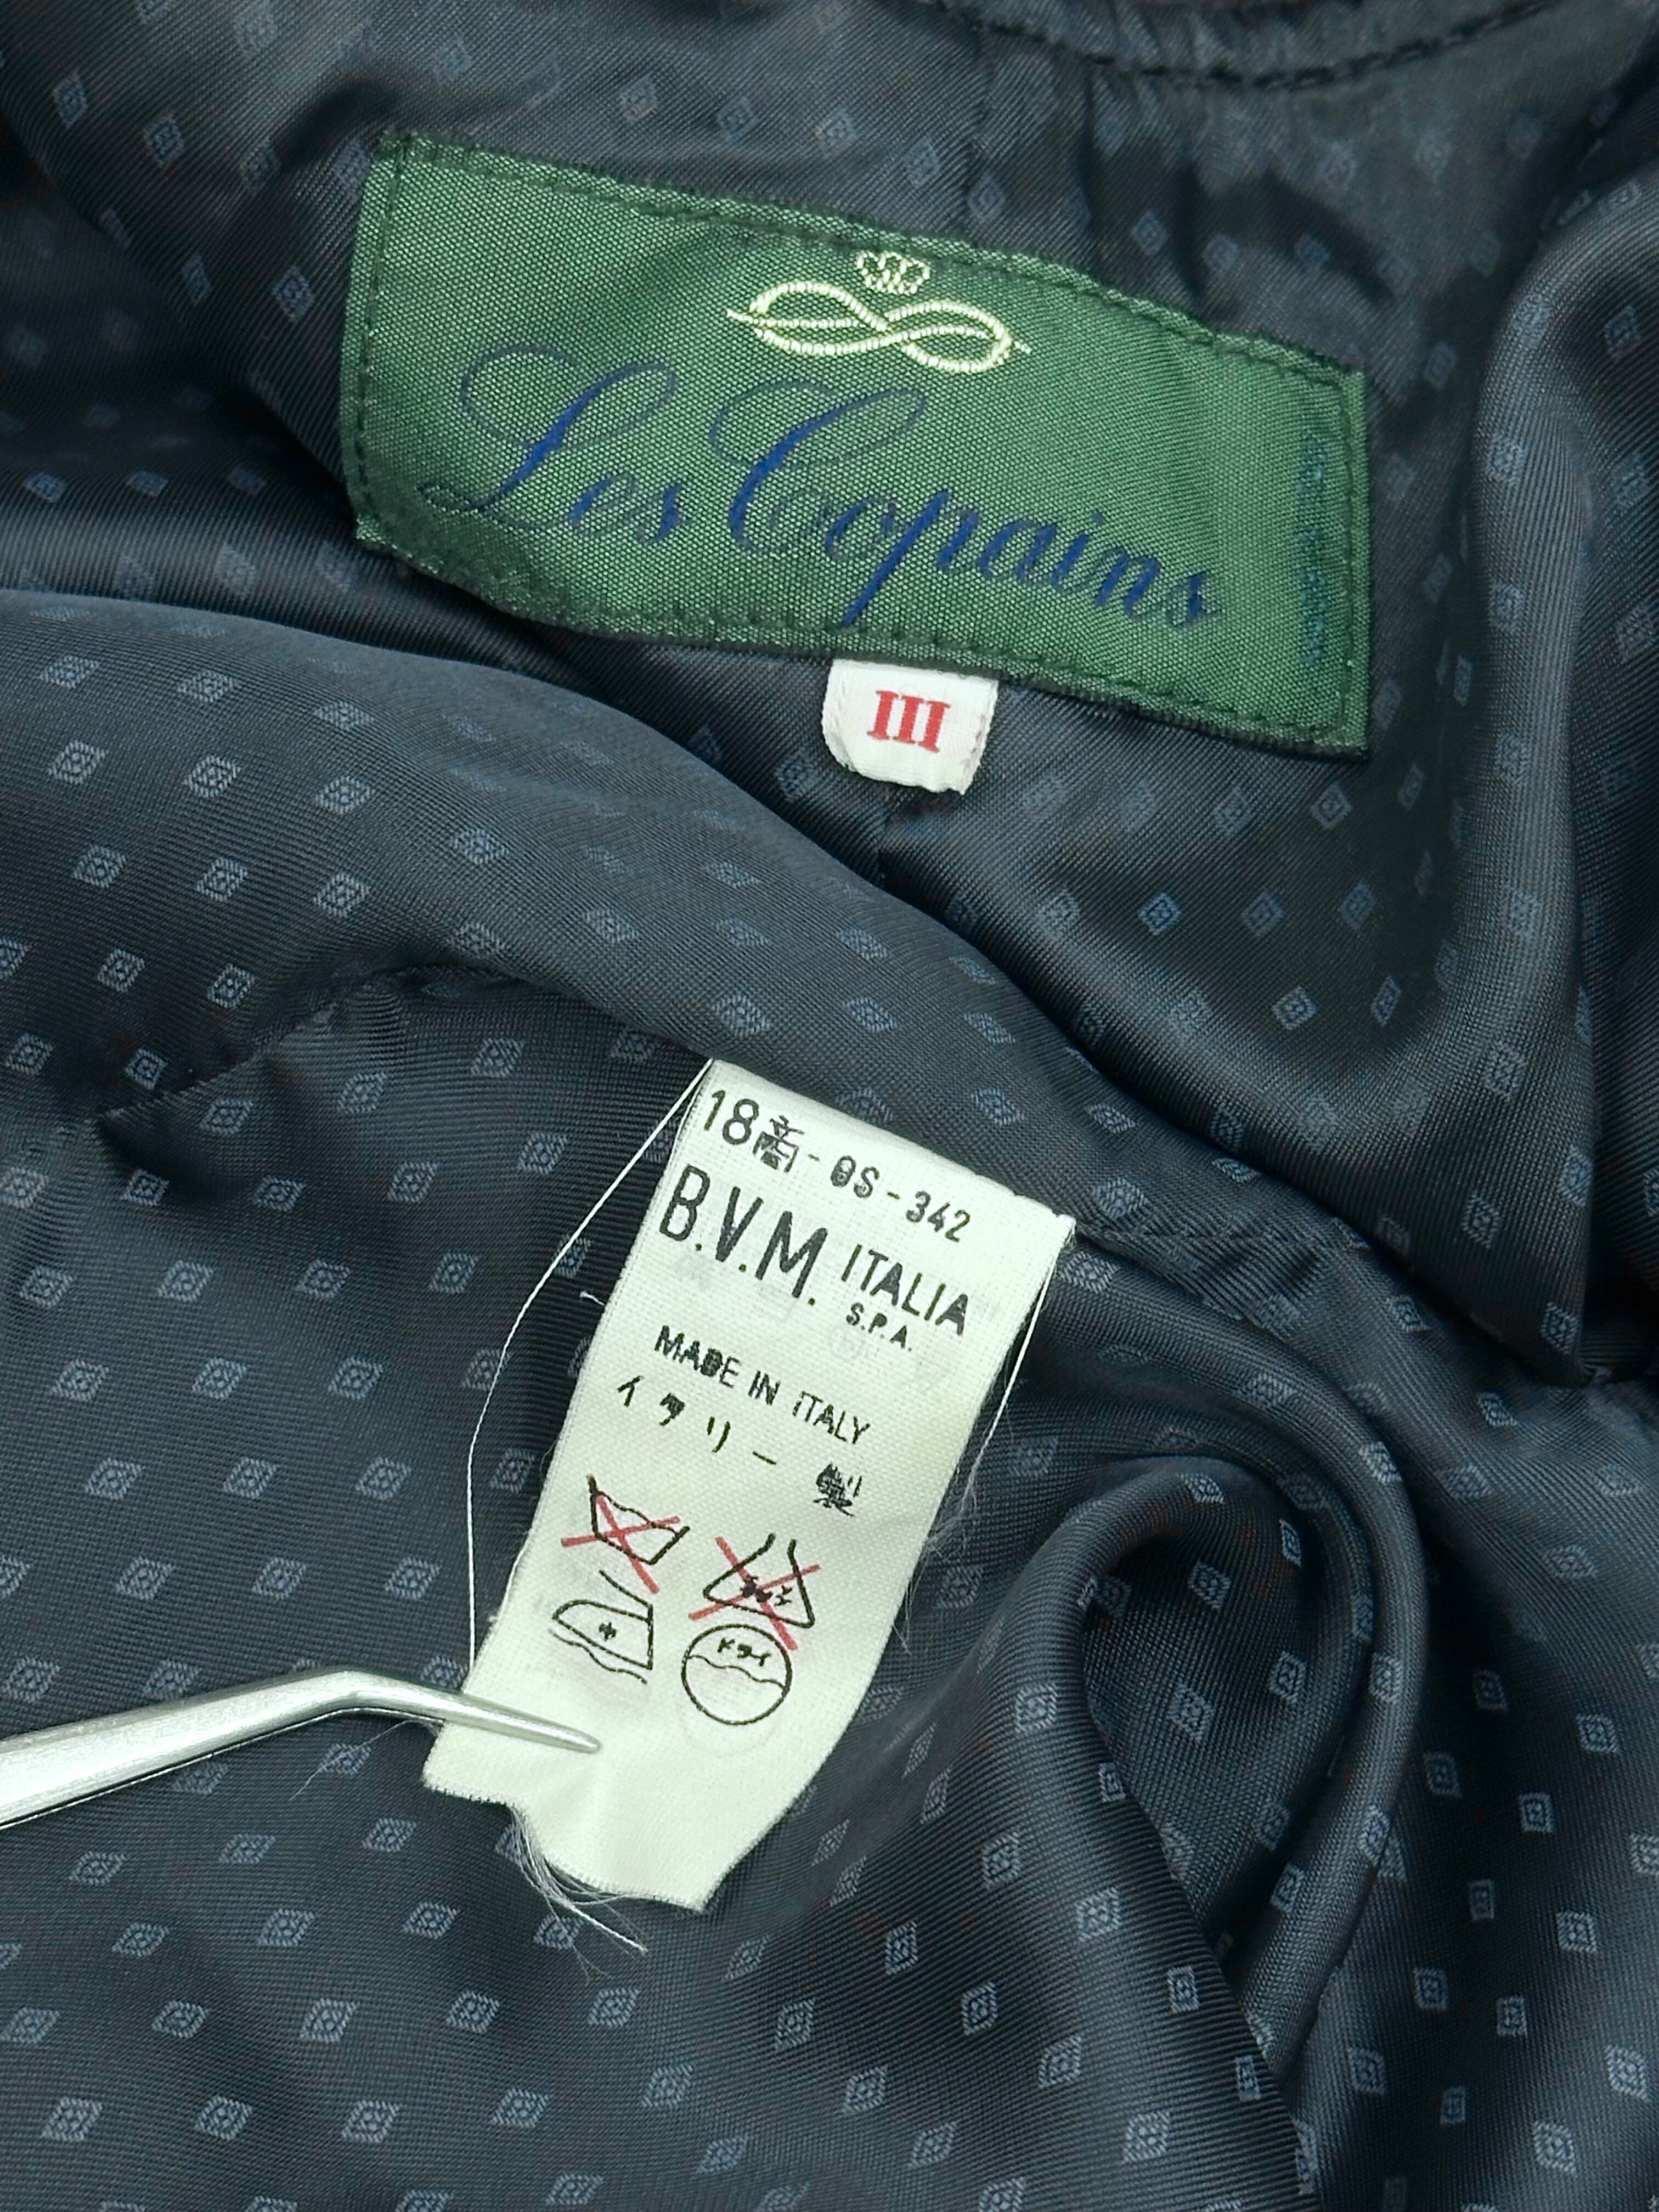 Les Copains
III
18商-OS-342
B.V.M. ITALIA
S.P.A.
MADE IN ITALY
イタリー製
中
ドライ